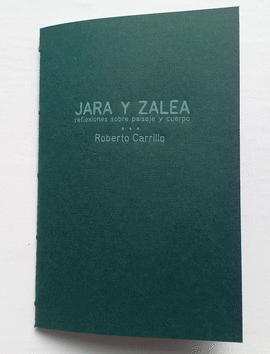 JARA Y ZALEA
reflexiones sobre paisaje y cuerpo
***
Roberto Carrillo